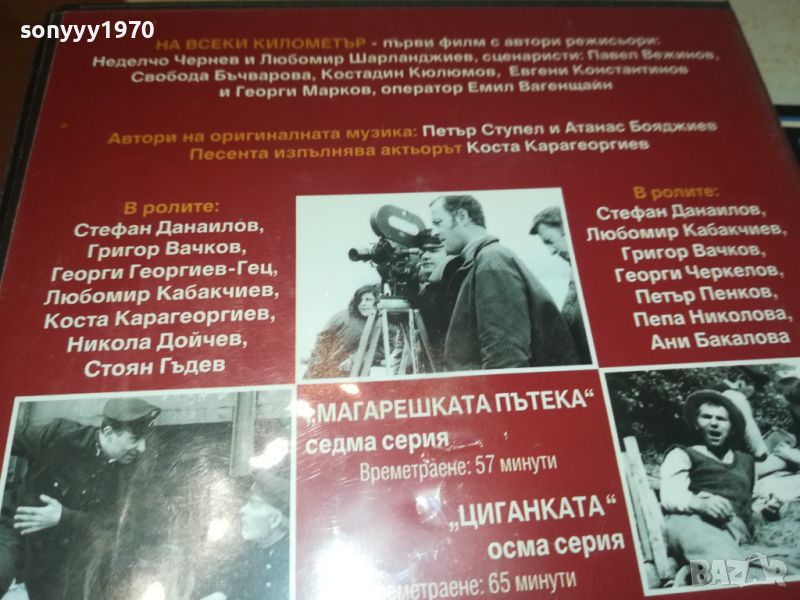 sonyyy1970
НА ВСЕКИ КИЛОМЕТЪР - първи филм с автори режисьори:
Неделчо Чернев и Любомир Шарланджиев, сценаристи: Павел Вежинов,
Свобода Бъчварова, Костадин Кюлюмов, Евгени Константинов
и Георги Марков, оператор Емил Вагенщайн
Автори на оригиналната музика: Петър Ступел и Атанас Бояджиев
Песента изпълнява актьорът Коста Карагеоргиев
В ролите:
Стефан Данаилов,
Григор Вачков,
Георги Георгиев-Гец,
Любомир Кабакчиев,
Коста Карагеоргиев,
Никола Дойчев,
Стоян Гъдев
В ролите:
Стефан Данаилов,
Любомир Кабакчиев,
Григор Вачков,
Георги Черкелов,
Петър Пенков,
Пепа Николова,
Ани Бакалова
„МАГАРЕШКАТА ПЪТЕКА“
седма серия
Времетраене: 57 минути
„ЦИГАНКАТА“
осма серия
Времетраене: 65 минути
BAZAR